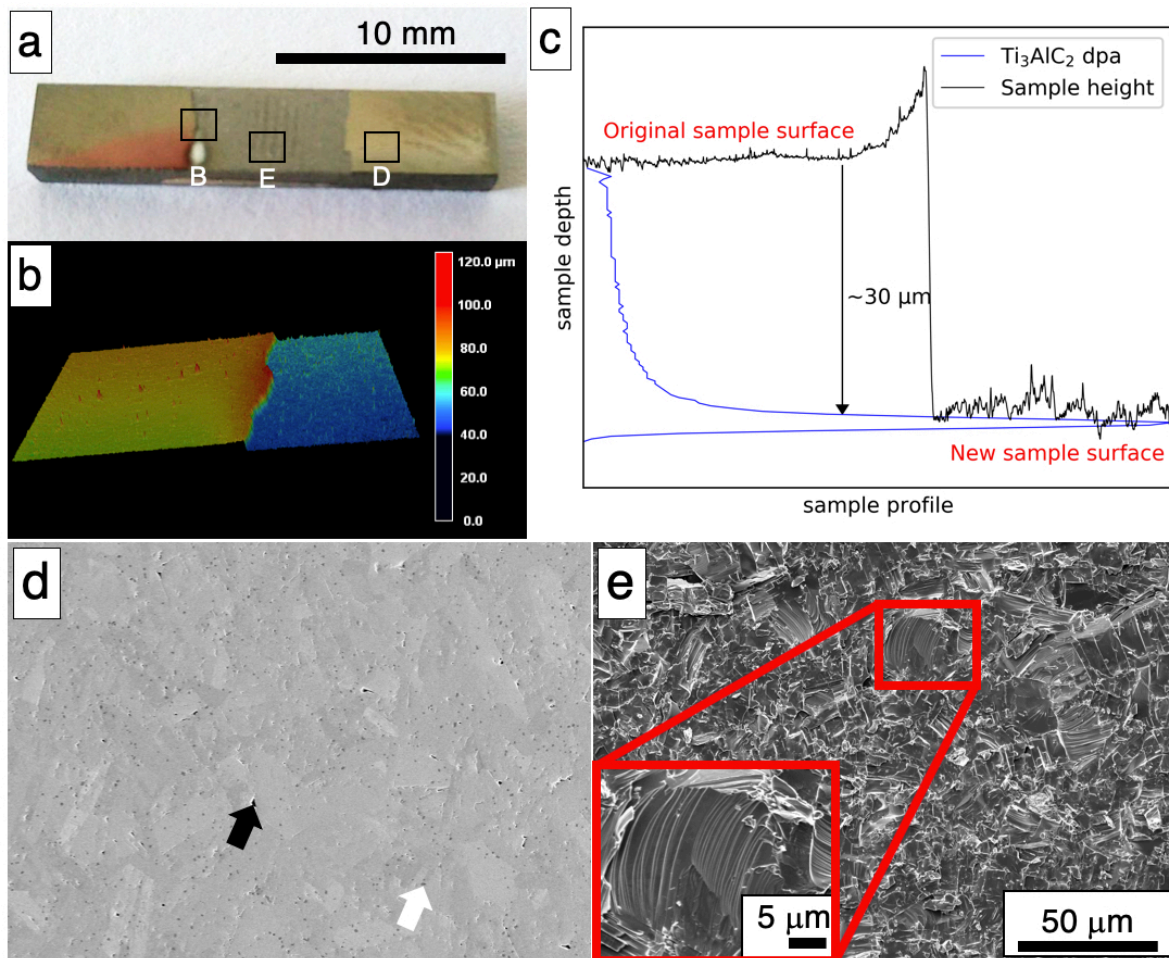 a
10 mm
B
E
D
b
120.0 µm
100.0
80.0
60.0
40.0
20.0
0.0
c
Ti₃AlC₂ dpa
Sample height
Original sample surface
sample depth
~30 µm
New sample surface
sample profile
d
e
5 µm
50 µm